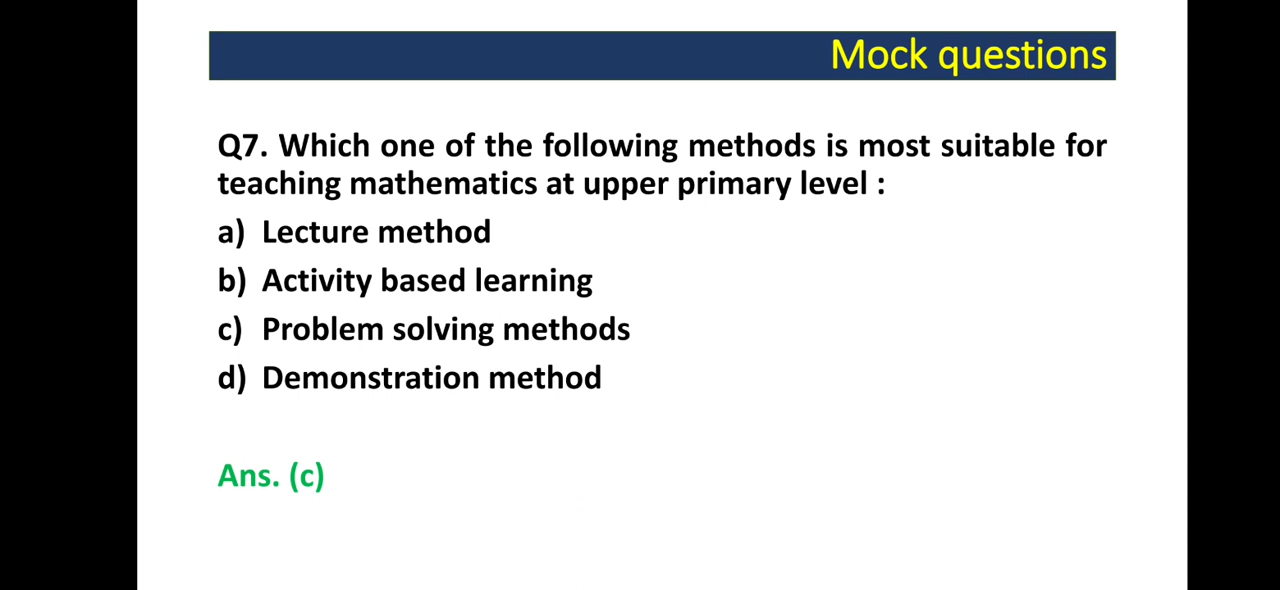 Mock questions
Q7. Which one of the following methods is most suitable for
teaching mathematics at upper primary level :
a) Lecture method
b) Activity based learning
c) Problem solving methods
d) Demonstration method
Ans. (c)